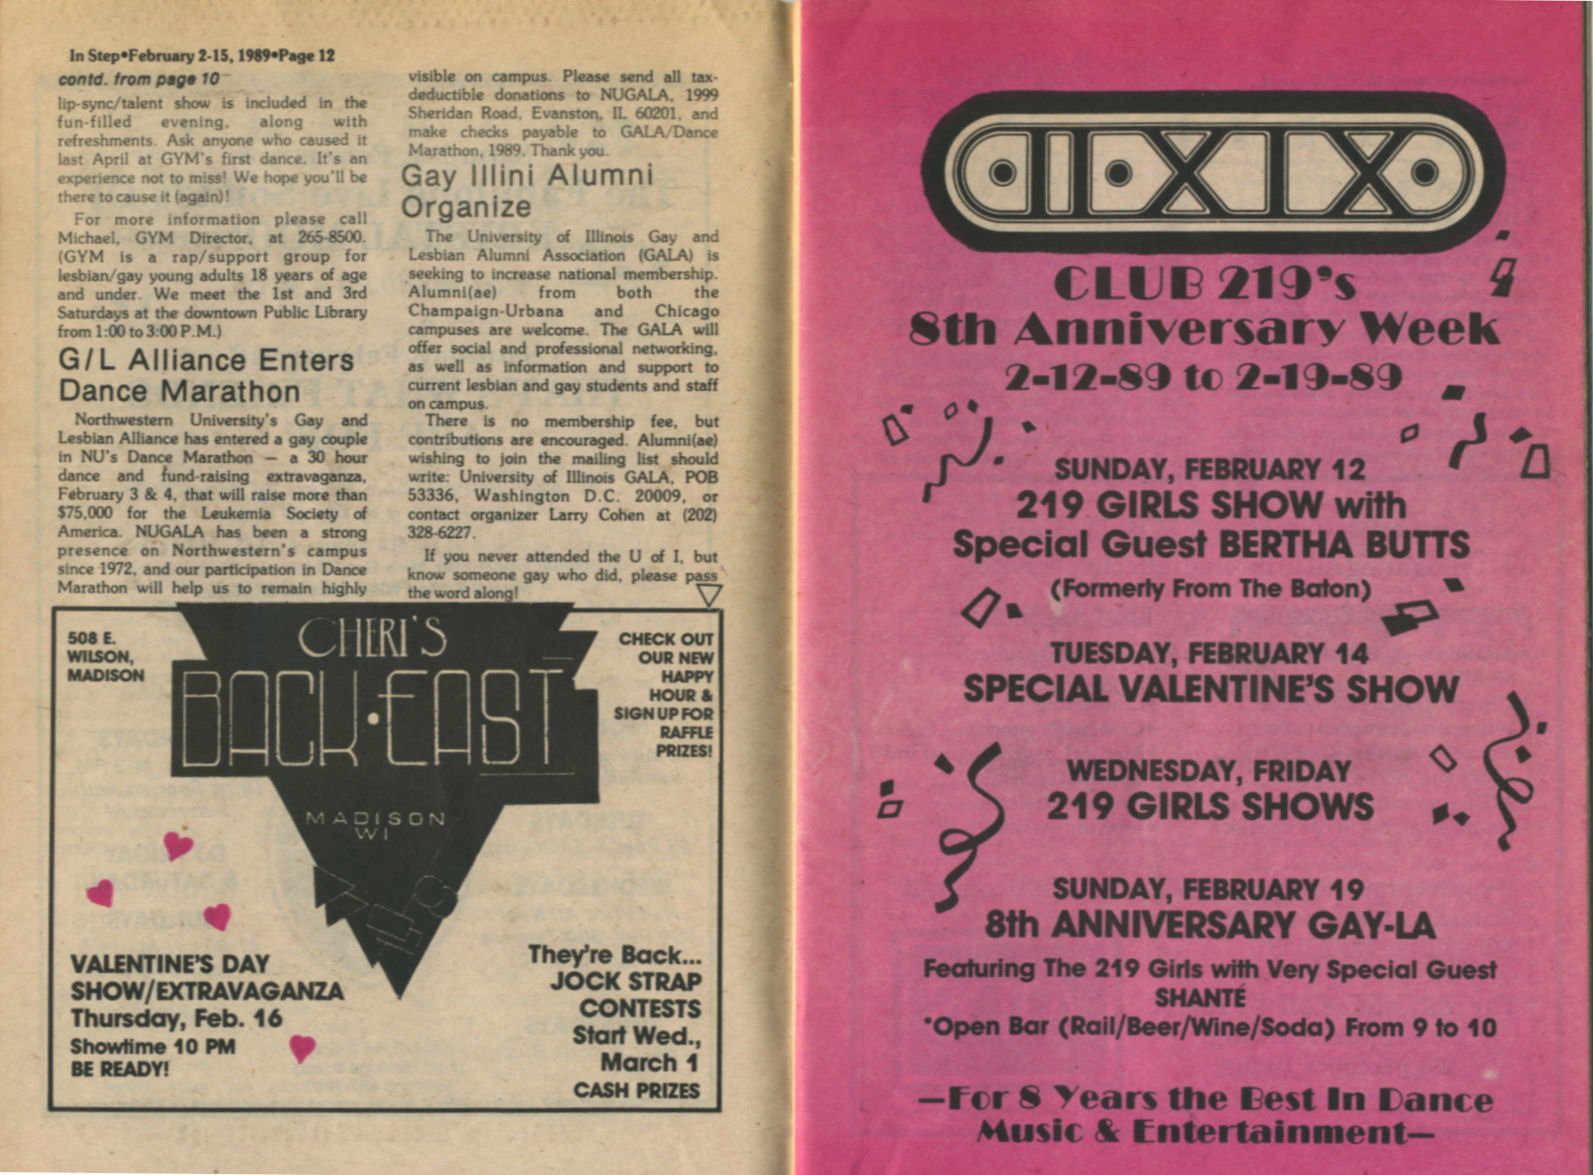 In Step•February 2-15, 1989•Page 12
contd. from page 10
lip-sync/talent show is included in the
fun-filled evening, along with
refreshments. Ask anyone who caused it
last April at GYM's first dance. It's an
experience not to miss! We hope you'll be
there to cause it (again)!
For more information please call
Michael, GYM Director, at 265-8500.
(GYM is a rap/support group for
lesbian/gay young adults 18 years of age
and under. We meet the 1st and 3rd
Saturdays at the downtown Public Library
from 1:00 to 3:00 P.M.)
G/L Alliance Enters
Dance Marathon
Northwestern University's Gay and
Lesbian Alliance has entered a gay couple
in NU's Dance Marathon — a 30 hour
dance and fund-raising extravaganza,
February 3 & 4, that will raise more than
$75,000 for the Leukemia Society of
America. NUGALA has been a strong
presence on Northwestern's campus
since 1972, and our participation in Dance
Marathon will help us to remain highly
visible on campus. Please send all tax-
deductible donations to NUGALA, 1999
Sheridan Road, Evanston, IL 60201, and
make checks payable to GALA/Dance
Marathon, 1989. Thank you.
Gay Illini Alumni
Organize
The University of Illinois Gay and
Lesbian Alumni Association (GALA) is
seeking to increase national membership.
Alumni(ae) from both the
Champaign-Urbana and Chicago
campuses are welcome. The GALA will
offer social and professional networking,
as well as information and support to
current lesbian and gay students and staff
on campus.
There is no membership fee, but
contributions are encouraged. Alumni(ae)
wishing to join the mailing list should
write: University of Illinois GALA, POB
53336, Washington D.C. 20009, or
contact organizer Larry Cohen at (202)
328-6227.
If you never attended the U of I, but
know someone gay who did, please pass
the word along!
508 E.
WILSON,
MADISON
CHERI'S
BACK•EAST
MADISON
WI
CHECK OUT
OUR NEW
HAPPY
HOUR &
SIGN UP FOR
RAFFLE
PRIZES!
VALENTINE'S DAY
SHOW/EXTRAVAGANZA
Thursday, Feb. 16
Showtime 10 PM
BE READY!
They're Back...
JOCK STRAP
CONTESTS
Start Wed.,
March 1
CASH PRIZES
CLUB 219's
8th Anniversary Week
2-12-89 to 2-19-89
SUNDAY, FEBRUARY 12
219 GIRLS SHOW with
Special Guest BERTHA BUTTS
(Formerly From The Baton)
TUESDAY, FEBRUARY 14
SPECIAL VALENTINE'S SHOW
WEDNESDAY, FRIDAY
219 GIRLS SHOWS
SUNDAY, FEBRUARY 19
8th ANNIVERSARY GAY-LA
Featuring The 219 Girls with Very Special Guest
SHANTÉ
*Open Bar (Rail/Beer/Wine/Soda) From 9 to 10
—For 8 Years the Best In Dance
Music & Entertainment—